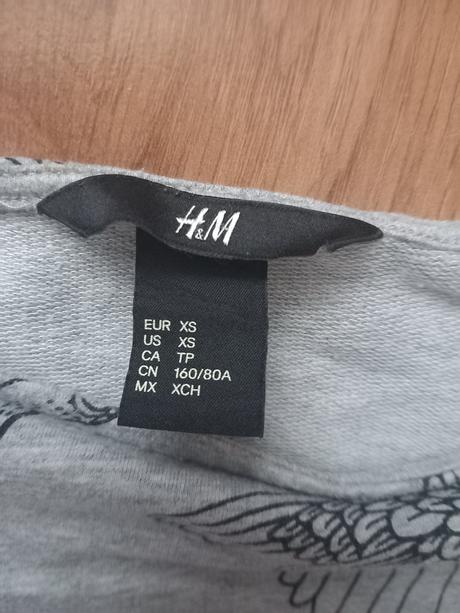 H&M
EUR XS
US XS
CA TP
CN 160/80A
MX XCH